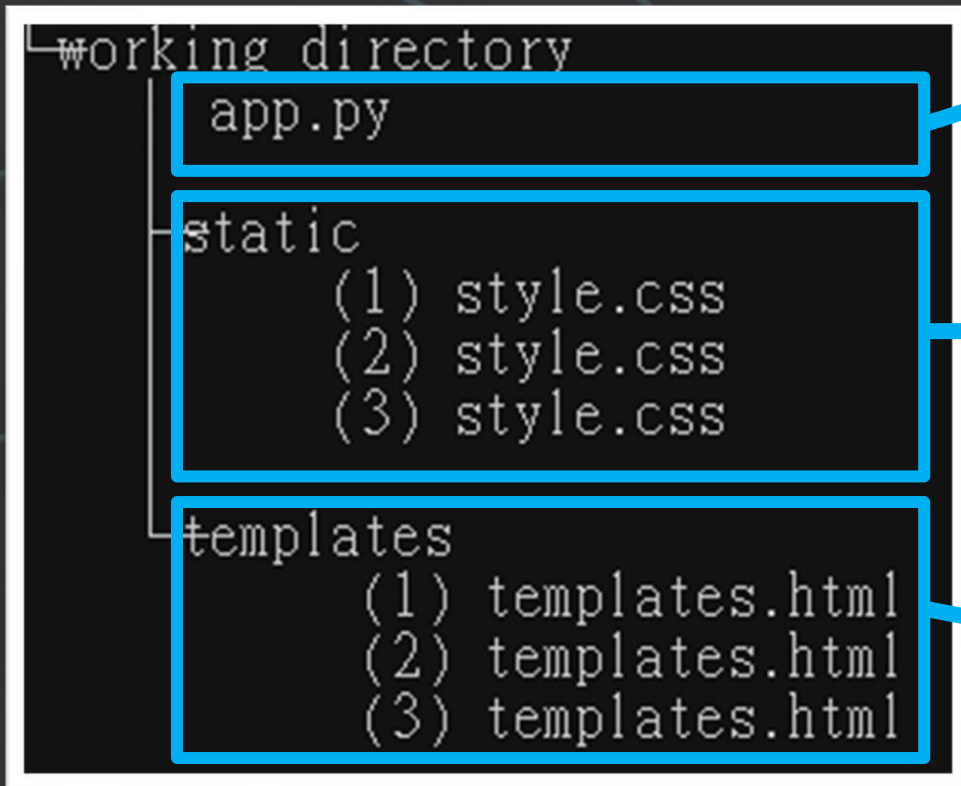 working directory
app.py
static
(1) style.css
(2) style.css
(3) style.css
templates
(1) templates.html
(2) templates.html
(3) templates.html